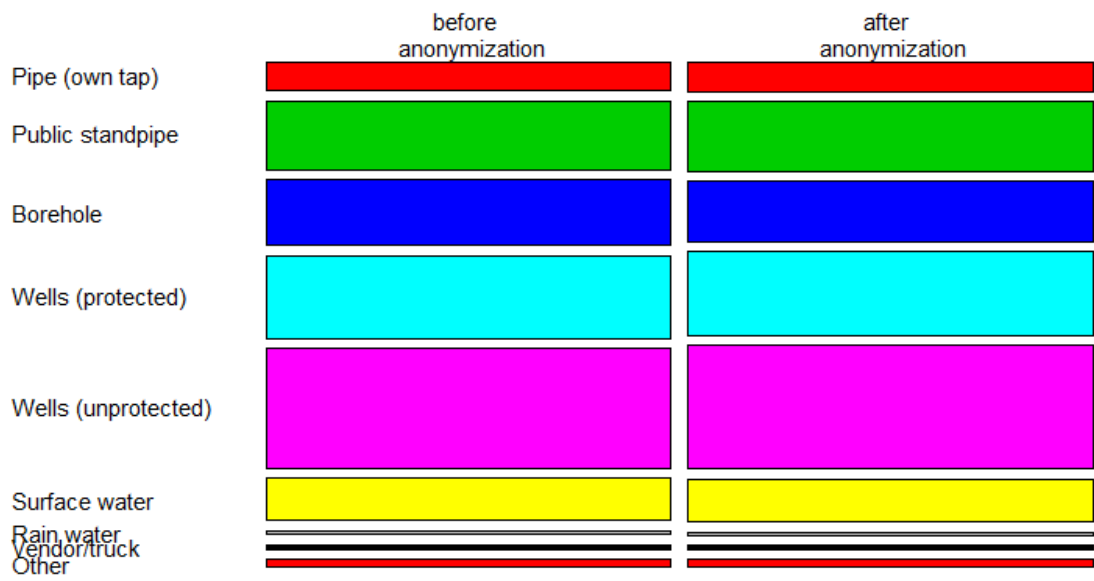 before
anonymization
after
anonymization
Pipe (own tap)
Public standpipe
Borehole
Wells (protected)
Wells (unprotected)
Surface water
Rain water
Vendor/truck
Other